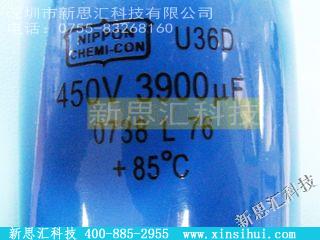 深圳市新思汇科技有限公司
电话：0755-83268160
NIPPON
CHEMI-CON
U36D
450V 3900µF
新思汇科技
0738 L 76
+85℃
新思汇科技
新思汇科技 400-885-2955 www.xinsihui.com